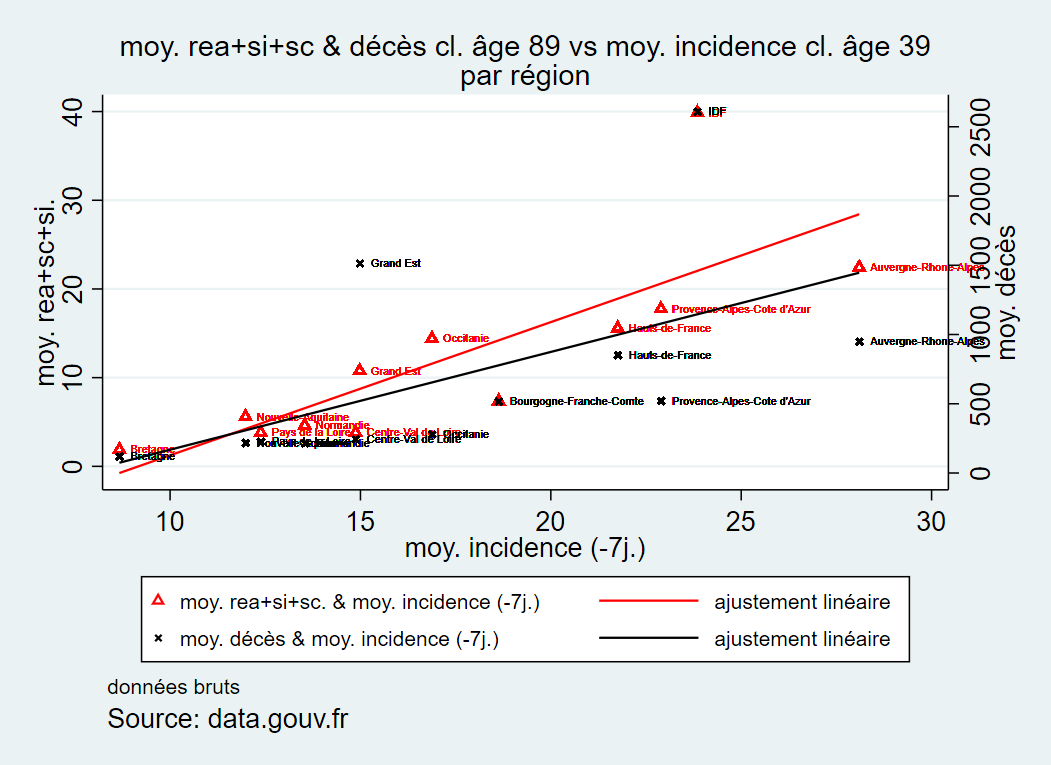 moy. rea+si+sc & décès cl. âge 89 vs moy. incidence cl. âge 39
par région
moy. rea+sc+si.
40
30
20
10
0
moy. décès
2500
2000
1500
1000
500
0
IDF
IDF
Grand Est
Auvergne-Rhone-Alpes
Provence-Alpes-Cote d'Azur
Hauts-de-France
Occitanie
Auvergne-Rhone-Alpes
Hauts-de-France
Grand Est
Bourgogne-Franche-Comte
Provence-Alpes-Cote d'Azur
Nouvelle-Aquitaine
Normandie
Pays de la Loire
Centre-Val de Loire
Occitanie
Centre-Val de Loire
Bretagne
Bretagne
10
15
20
25
30
moy. incidence (-7j.)
moy. rea+si+sc. & moy. incidence (-7j.)
ajustement linéaire
moy. décès & moy. incidence (-7j.)
ajustement linéaire
données bruts
Source: data.gouv.fr